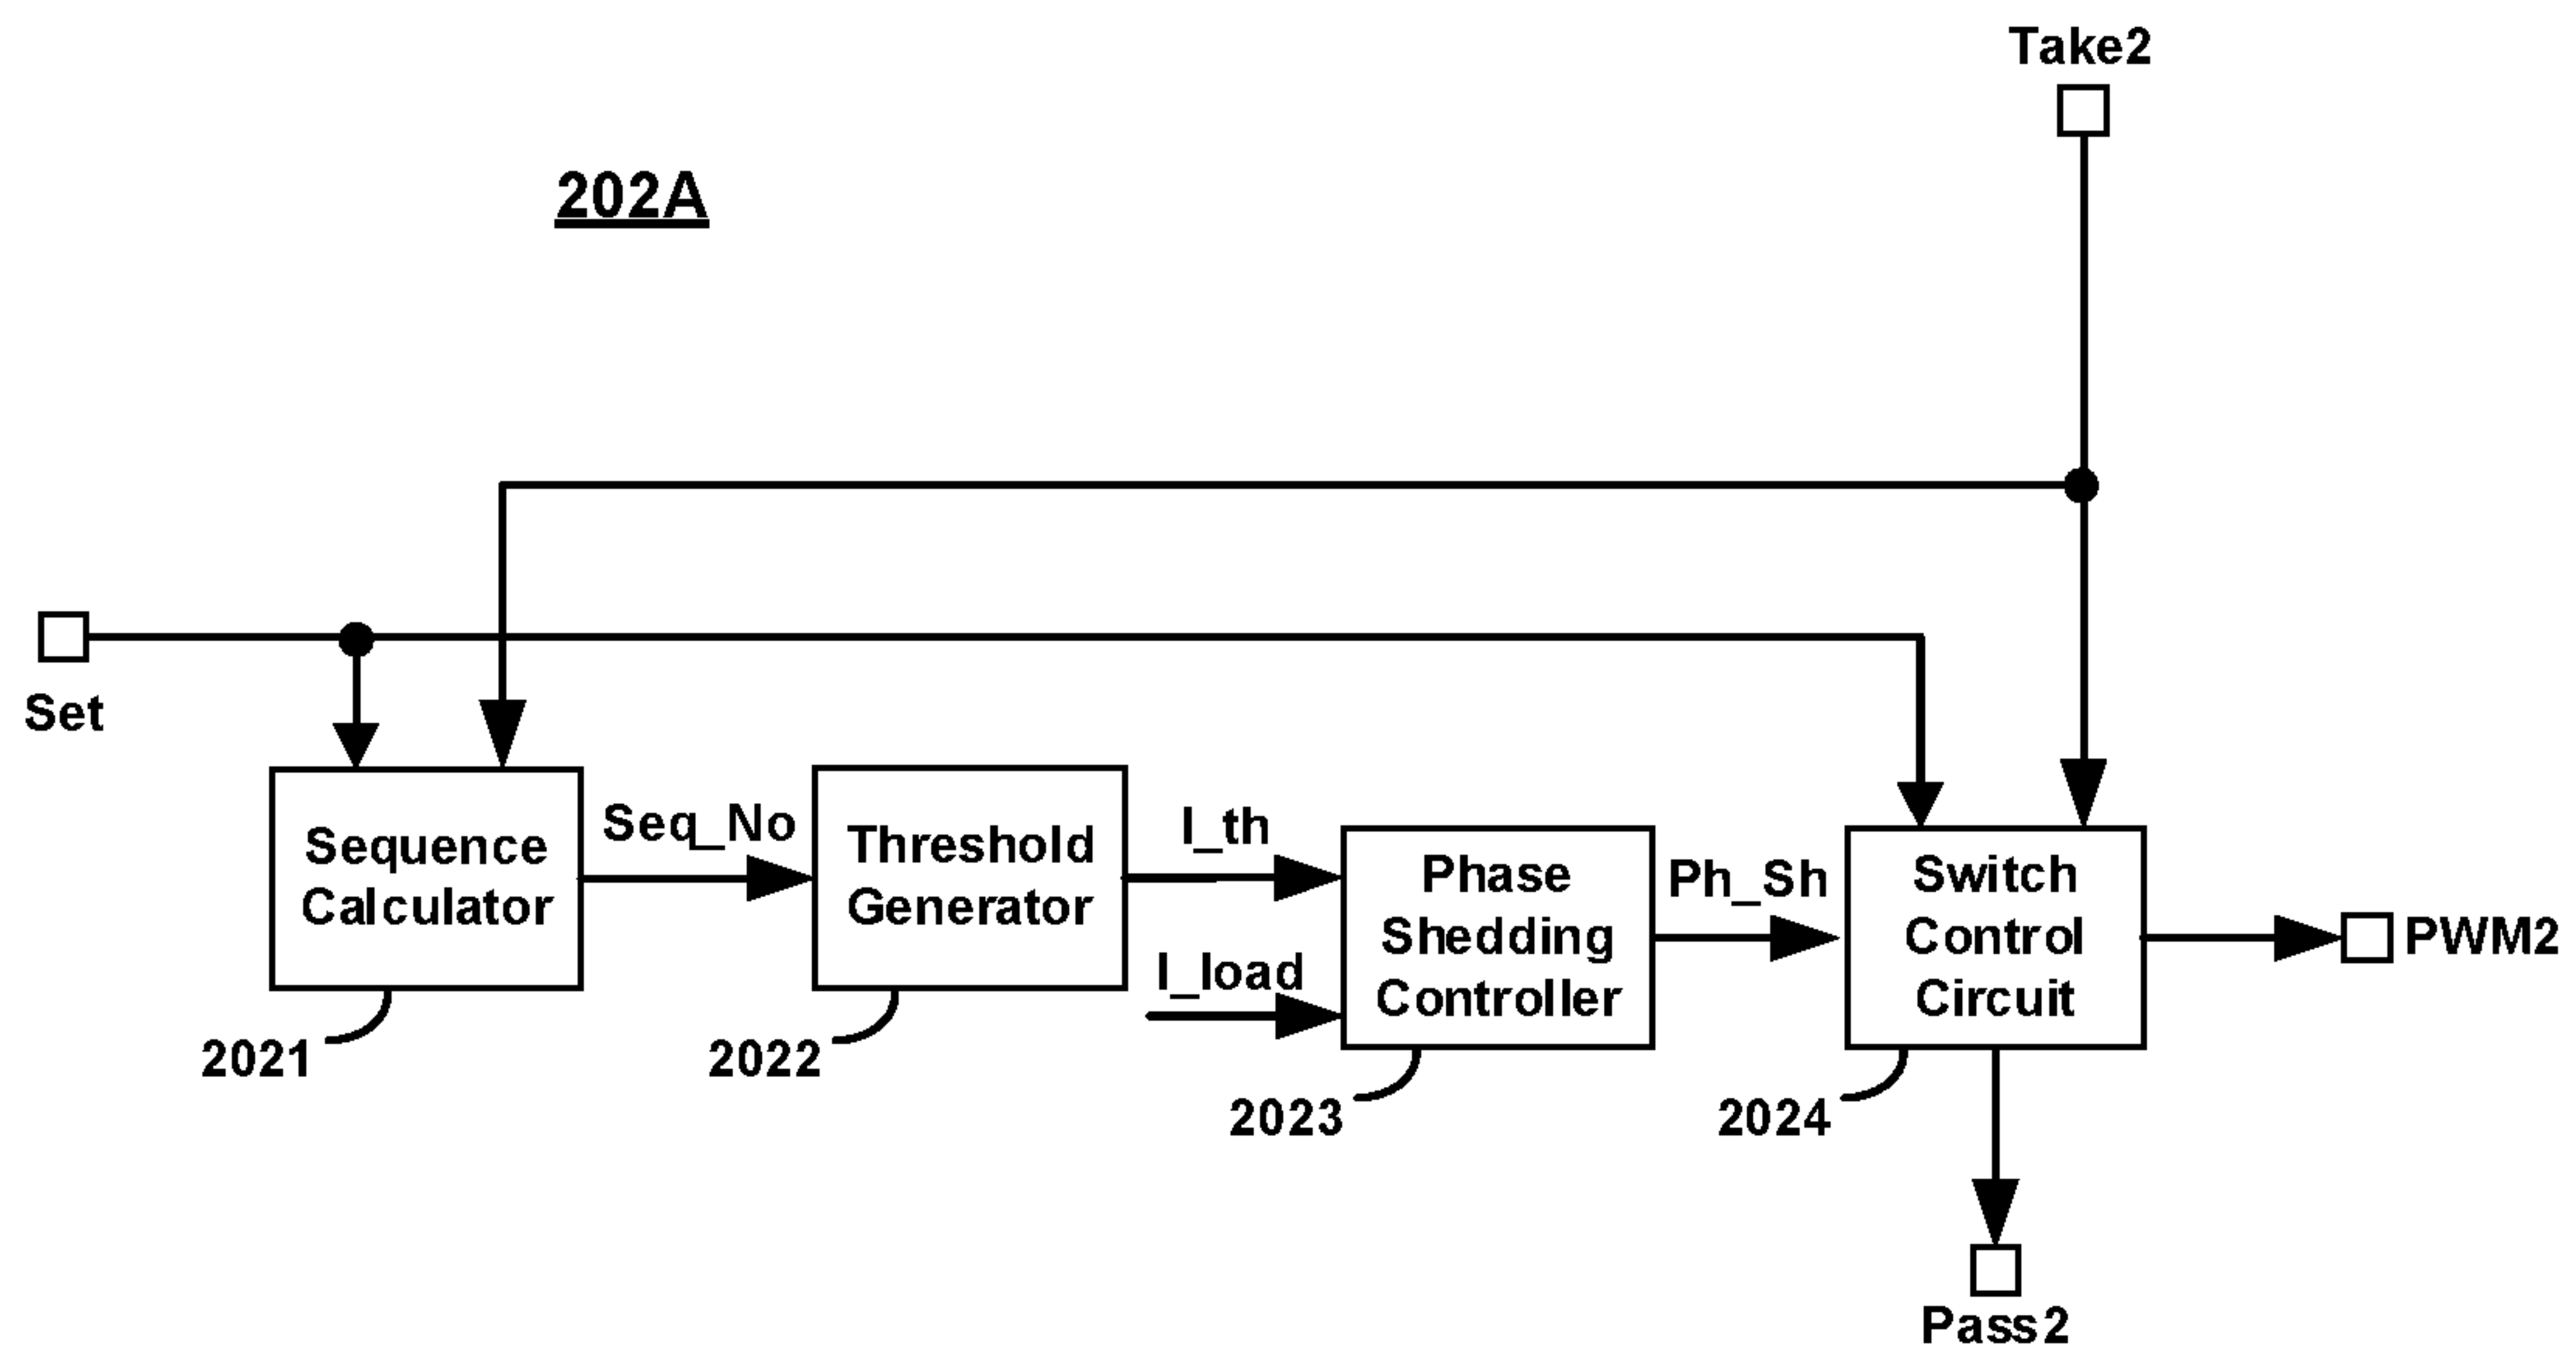 Take2
202A
Set
Sequence
Calculator
Seq_No
Threshold
Generator
I_th
I_load
Phase
Shedding
Controller
Ph_Sh
Switch
Control
Circuit
PWM2
2021
2022
2023
2024
Pass2